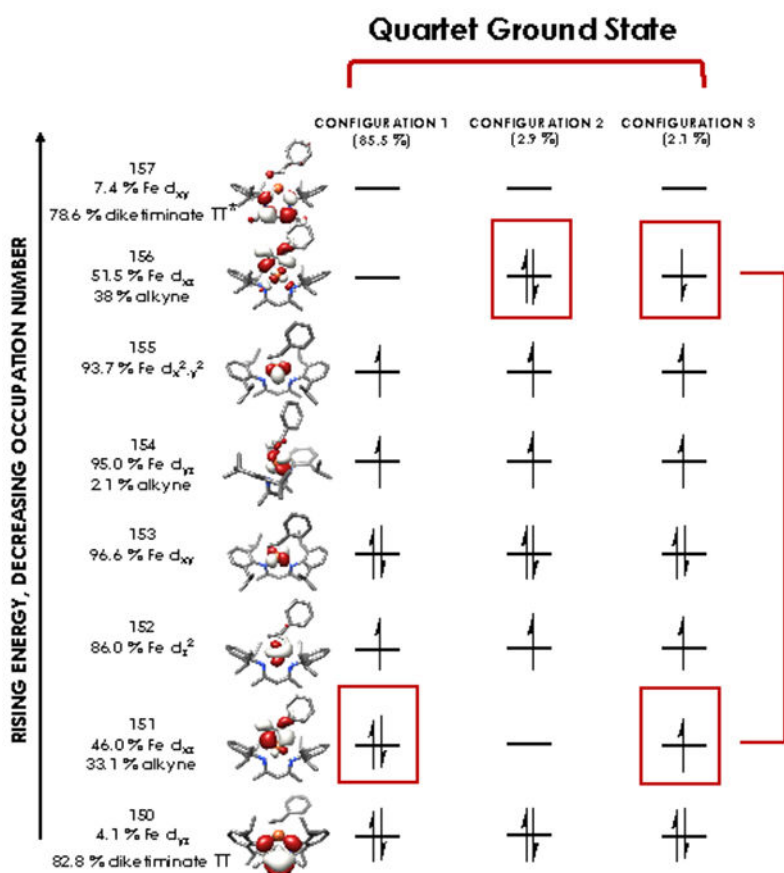 Quartet Ground State
CONFIGURATION 1
(85.5 %)
CONFIGURATION 2
(2.9 %)
CONFIGURATION 3
(2.1 %)
RISING ENERGY, DECREASING OCCUPATION NUMBER
157
7.4 % Fe dxy
78.6 % diketiminate TT*
156
51.5 % Fe dxz
38 % alkyne
155
93.7 % Fe dx²-y²
154
95.0 % Fe dyz
2.1 % alkyne
153
96.6 % Fe dxy
152
86.0 % Fe dz²
151
46.0 % Fe dxz
33.1 % alkyne
150
4.1 % Fe dyz
82.8 % diketiminate TT